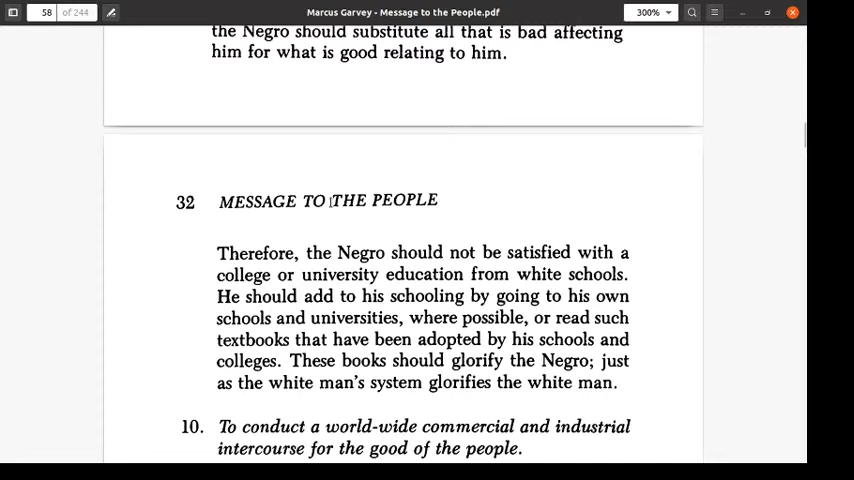 58 of 244
Marcus Garvey - Message to the People.pdf
300%
the Negro should substitute all that is bad affecting
him for what is good relating to him.
32 MESSAGE TO THE PEOPLE
Therefore, the Negro should not be satisfied with a
college or university education from white schools.
He should add to his schooling by going to his own
schools and universities, where possible, or read such
textbooks that have been adopted by his schools and
colleges. These books should glorify the Negro; just
as the white man's system glorifies the white man.
10. To conduct a world-wide commercial and industrial
intercourse for the good of the people.